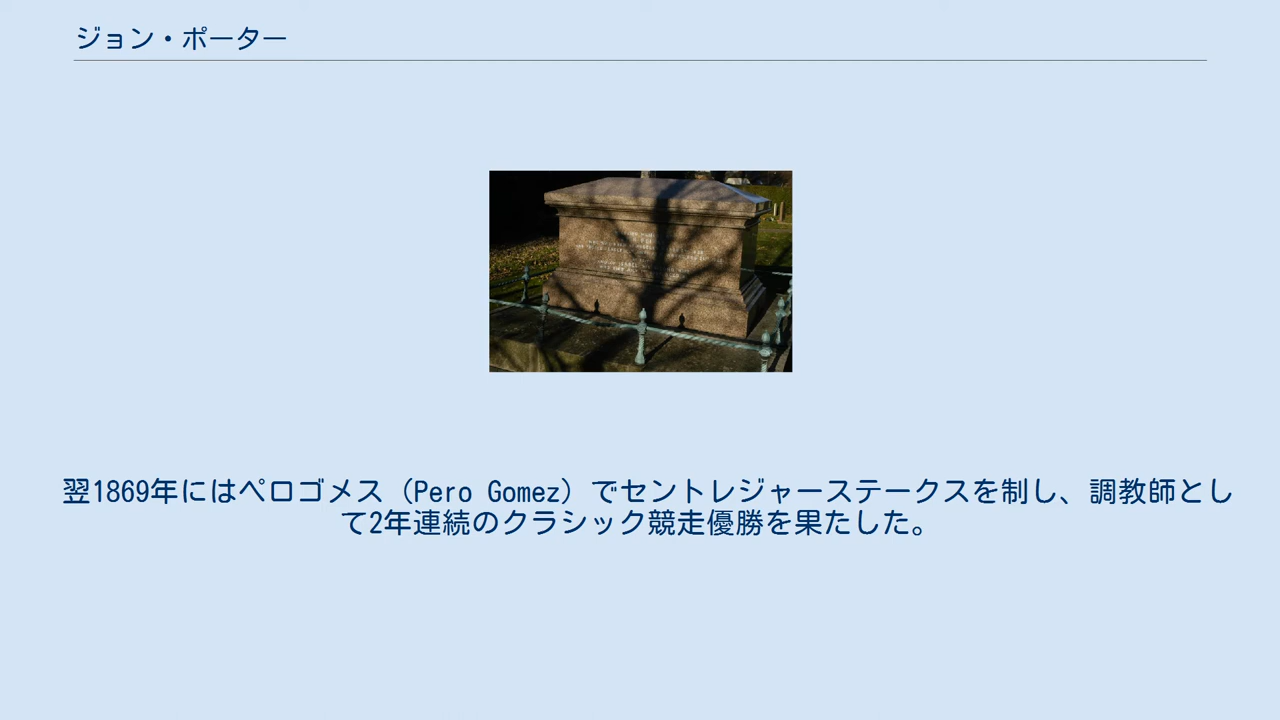 ジョン・ポーター
翌1869年にはペロゴメス（Pero Gomez）でセントレジャーステークスを制し、調教師とし
て2年連続のクラシック競走優勝を果たした。